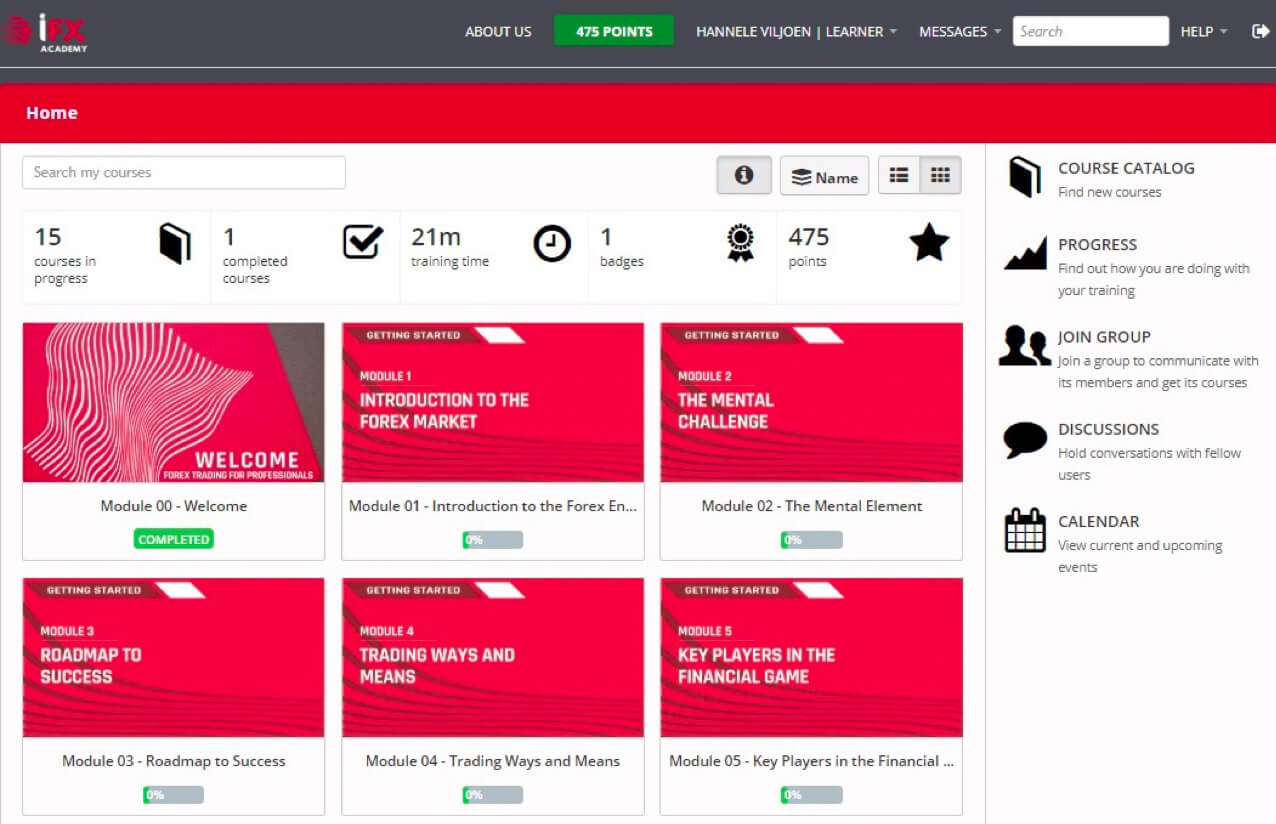 iFX
ACADEMY
ABOUT US
475 POINTS
HANNELE VILJOEN | LEARNER
MESSAGES
Search
HELP
Home
Search my courses
Name
15
courses in
progress
1
completed
courses
21m
training time
1
badges
475
points
WELCOME
FOREX TRADING FOR PROFESSIONALS
Module 00 - Welcome
COMPLETED
GETTING STARTED
MODULE 1
INTRODUCTION TO THE
FOREX MARKET
Module 01 - Introduction to the Forex En...
0%
GETTING STARTED
MODULE 2
THE MENTAL
CHALLENGE
Module 02 - The Mental Element
0%
GETTING STARTED
MODULE 3
ROADMAP TO
SUCCESS
Module 03 - Roadmap to Success
0%
GETTING STARTED
MODULE 4
TRADING WAYS AND
MEANS
Module 04 - Trading Ways and Means
0%
GETTING STARTED
MODULE 5
KEY PLAYERS IN THE
FINANCIAL GAME
Module 05 - Key Players in the Financial ...
0%
COURSE CATALOG
Find new courses
PROGRESS
Find out how you are doing with
your training
JOIN GROUP
Join a group to communicate with
its members and get its courses
DISCUSSIONS
Hold conversations with fellow
users
CALENDAR
View current and upcoming
events